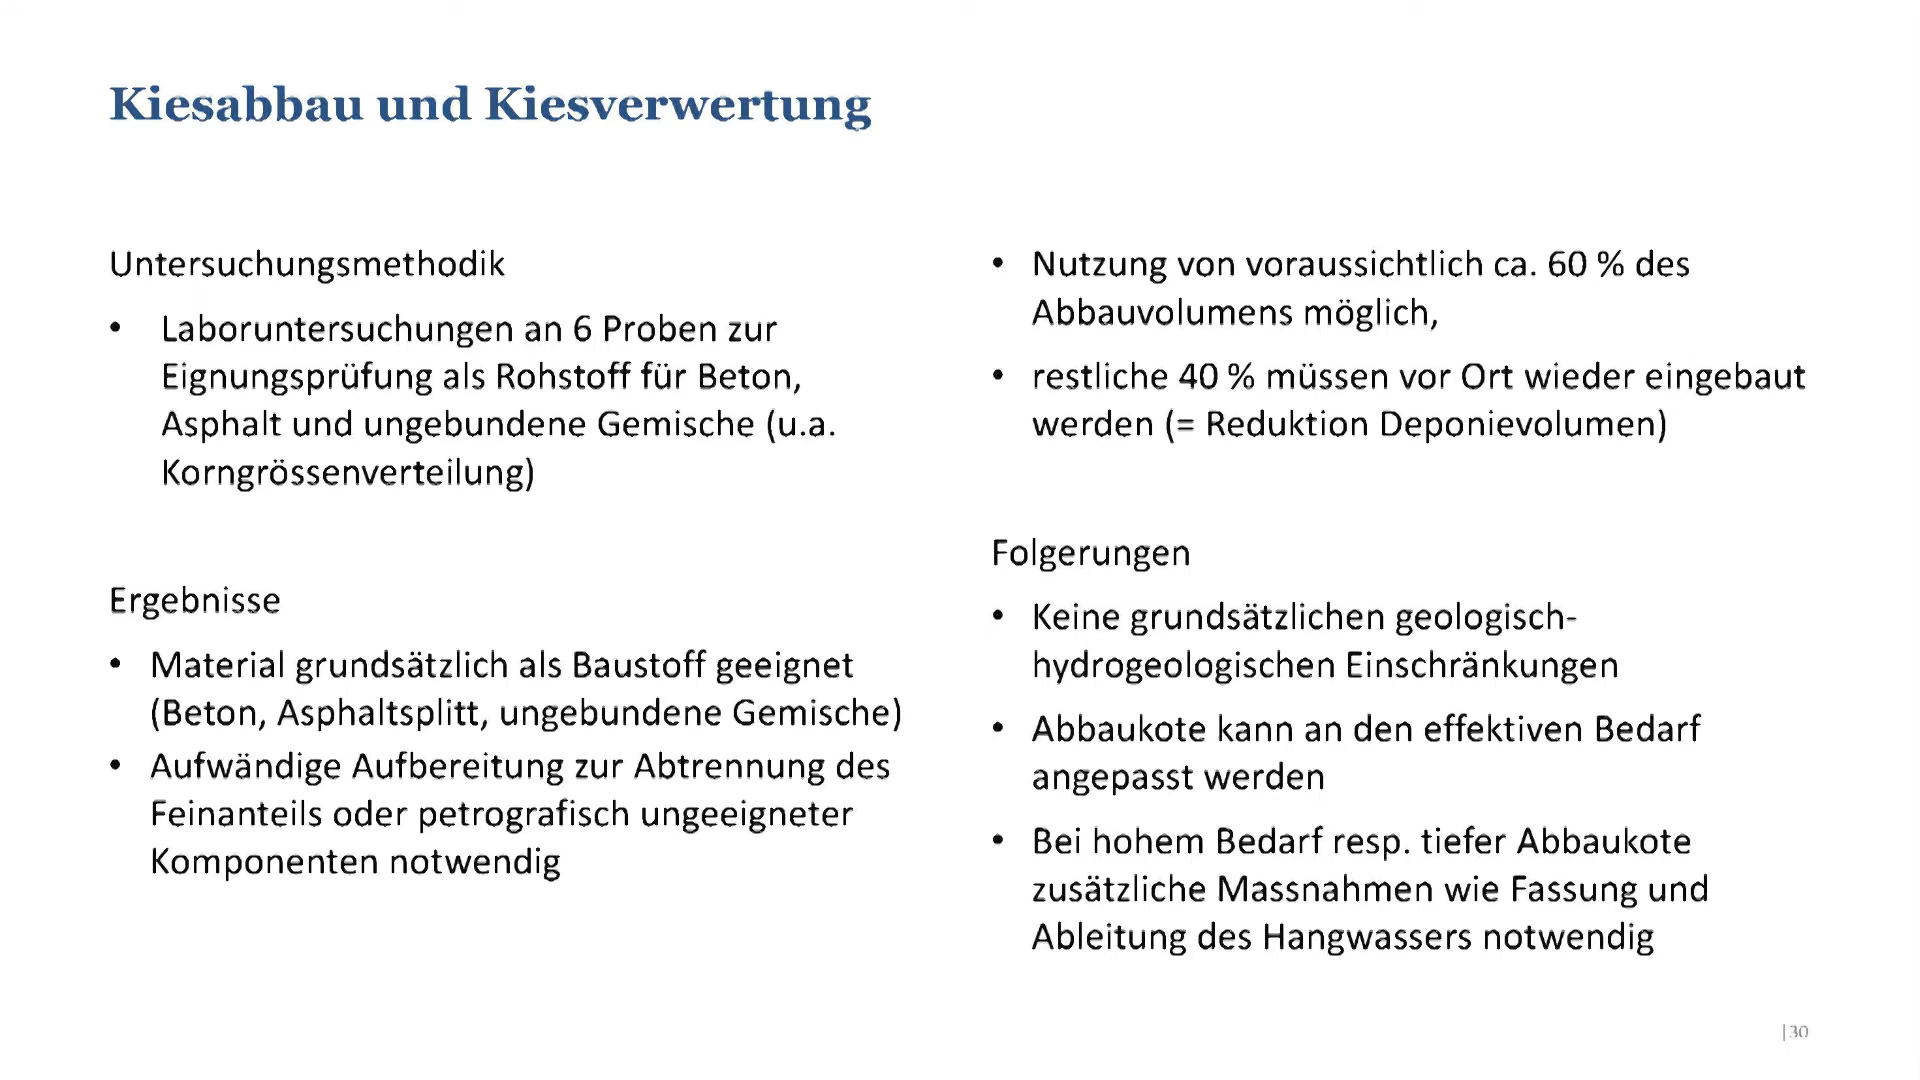 Kiesabbau und Kiesverwertung
Untersuchungsmethodik
• Laboruntersuchungen an 6 Proben zur
Eignungsprüfung als Rohstoff für Beton,
Asphalt und ungebundene Gemische (u.a.
Korngrössenverteilung)
Ergebnisse
• Material grundsätzlich als Baustoff geeignet
(Beton, Asphaltsplitt, ungebundene Gemische)
• Aufwändige Aufbereitung zur Abtrennung des
Feinanteils oder petrografisch ungeeigneter
Komponenten notwendig
• Nutzung von voraussichtlich ca. 60 % des
Abbauvolumens möglich,
• restliche 40 % müssen vor Ort wieder eingebaut
werden (= Reduktion Deponievolumen)
Folgerungen
• Keine grundsätzlichen geologisch-
hydrogeologischen Einschränkungen
• Abbaukote kann an den effektiven Bedarf
angepasst werden
• Bei hohem Bedarf resp. tiefer Abbaukote
zusätzliche Massnahmen wie Fassung und
Ableitung des Hangwassers notwendig
|30